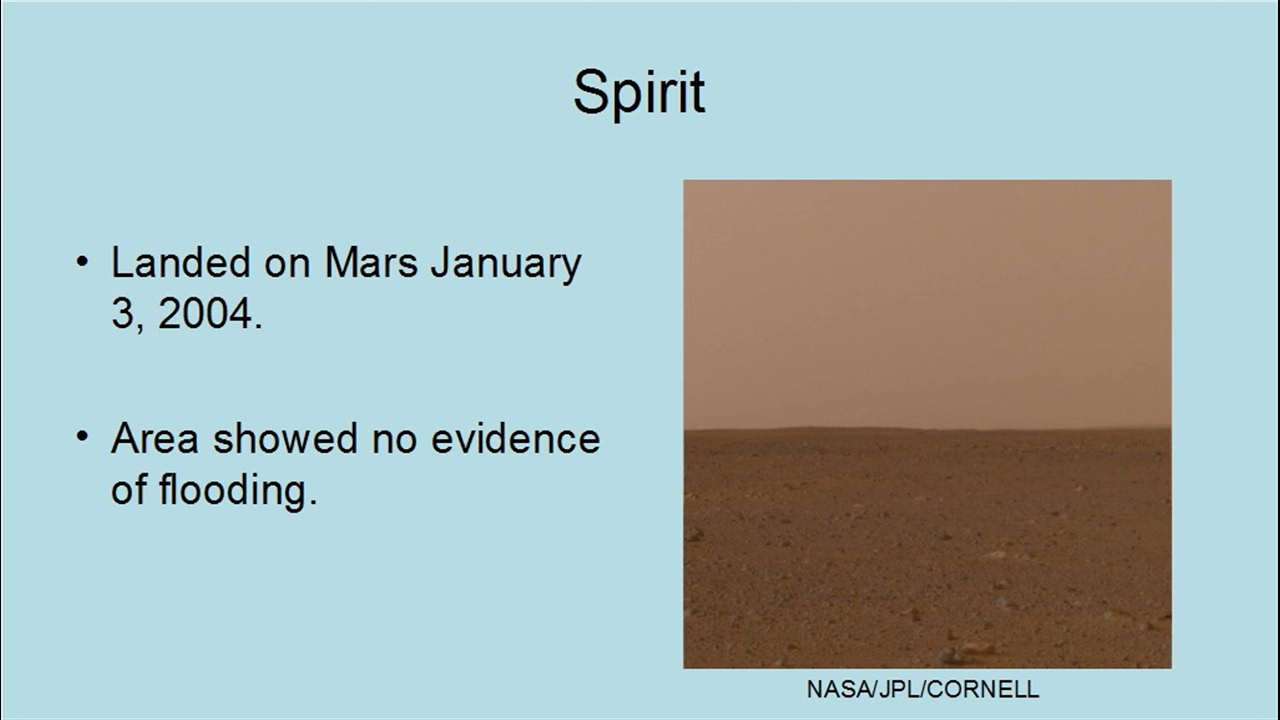 Spirit
• Landed on Mars January
3, 2004.
• Area showed no evidence
of flooding.
NASA/JPL/CORNELL